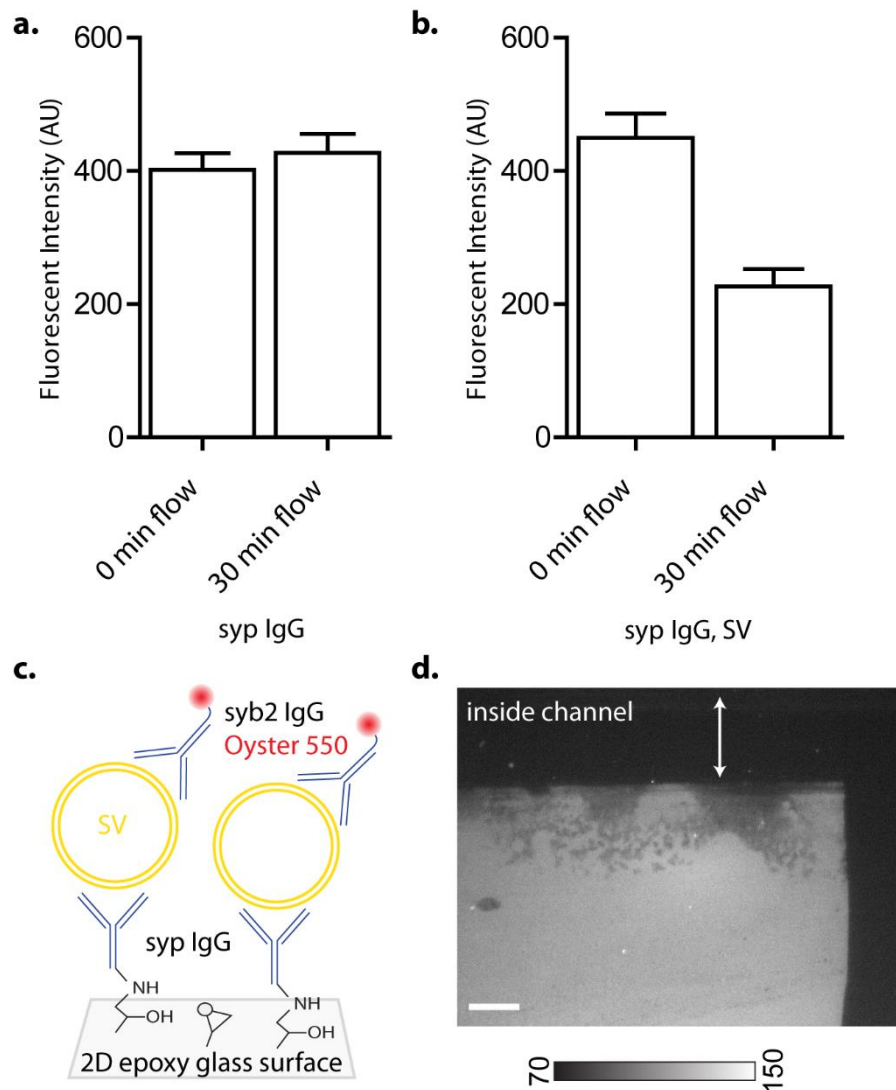 a.
600
400
200
0
Fluorescent Intensity (AU)
0 min flow
30 min flow
syp IgG
b.
600
400
200
0
Fluorescent Intensity (AU)
0 min flow
30 min flow
syp IgG, SV
c.
syb2 IgG
Oyster 550
SV
syp IgG
NH
OH
NH
OH
O
2D epoxy glass surface
d.
inside channel
70
150